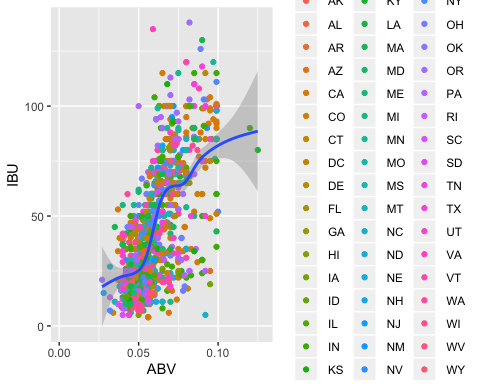 AK KY NY
AL LA OH
AR MA OK
AZ MD OR
CA ME PA
CO MI RI
CT MN SC
DC MO SD
DE MS TN
FL MT TX
GA NC UT
HI ND VA
IA NE VT
ID NH WA
IL NJ WI
IN NM WV
KS NV WY
100
50
0
IBU
0.00 0.05 0.10
ABV